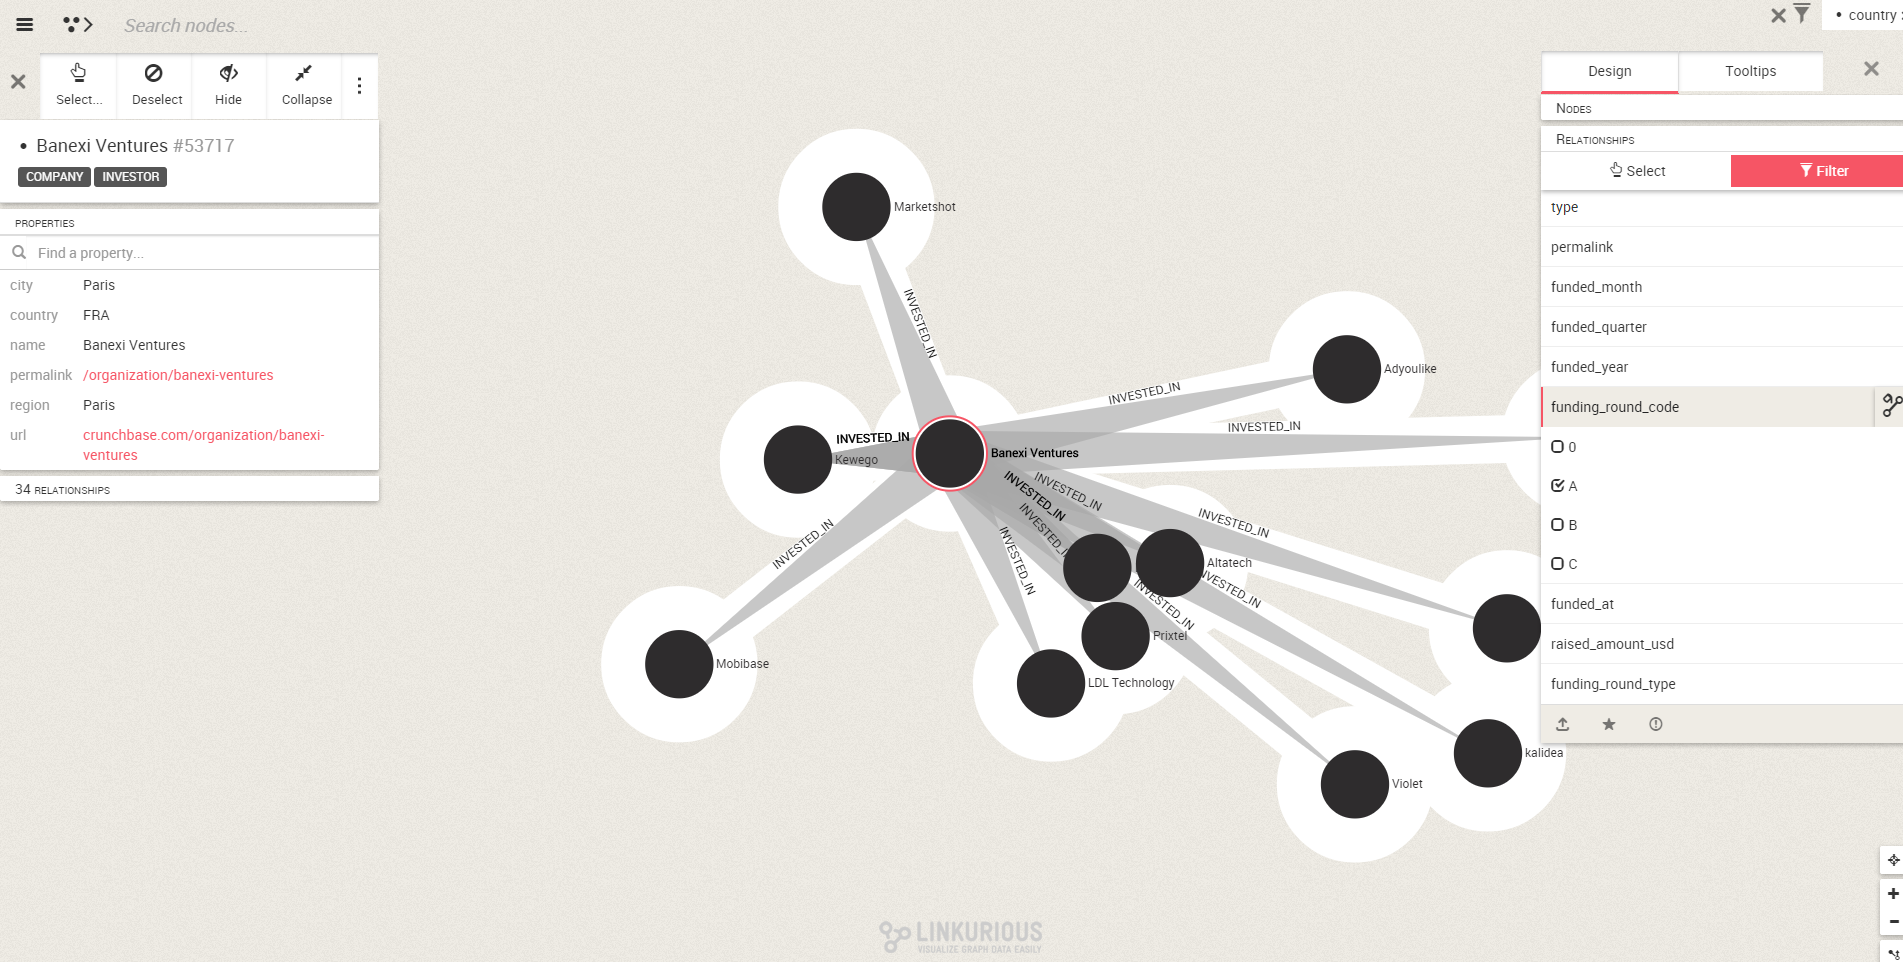 Search nodes...
• country
Select...
Deselect
Hide
Collapse
• Banexi Ventures #53717
COMPANY
INVESTOR
PROPERTIES
Find a property...
city Paris
country FRA
name Banexi Ventures
permalink /organization/banexi-ventures
region Paris
url crunchbase.com/organization/banexi-
ventures
34 RELATIONSHIPS
Marketshot
INVESTED_IN
Adyoulike
INVESTED_IN
INVESTED_IN
INVESTED_IN
Kewego
Banexi Ventures
INVESTED_IN
INVESTED_IN
INVESTED_IN
INVESTED_IN
INVESTED_IN
INVESTED_IN
Altatech
INVESTED_IN
INVESTED_IN
Prixtel
Mobibase
LDL Technology
kalidea
Violet
Design
Tooltips
NODES
RELATIONSHIPS
Select
Filter
type
permalink
funded_month
funded_quarter
funded_year
funding_round_code
0
A
B
C
funded_at
raised_amount_usd
funding_round_type
LINKURIOUS
VISUALIZE GRAPH DATA EASILY